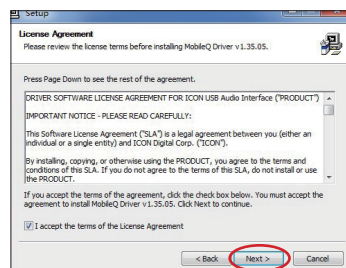 Setup
License Agreement
Please review the license terms before installing MobileQ Driver v1.35.05.
Press Page Down to see the rest of the agreement.
DRIVER SOFTWARE LICENSE AGREEMENT FOR ICON USB Audio Interface ("PRODUCT")
IMPORTANT NOTICE - PLEASE READ CAREFULLY:
This Software License Agreement ("SLA") is a legal agreement between you (either an
individual or a single entity) and ICON Digital Corp. ("ICON").
By installing, copying, or otherwise using the PRODUCT, you agree to the terms and
conditions of this SLA. If you do not agree to the terms of this SLA, do not install or use
the PRODUCT.
If you accept the terms of the agreement, click the check box below. You must accept the
agreement to install MobileQ Driver v1.35.05. Click Next to continue.
I accept the terms of the License Agreement
< Back Next > Cancel